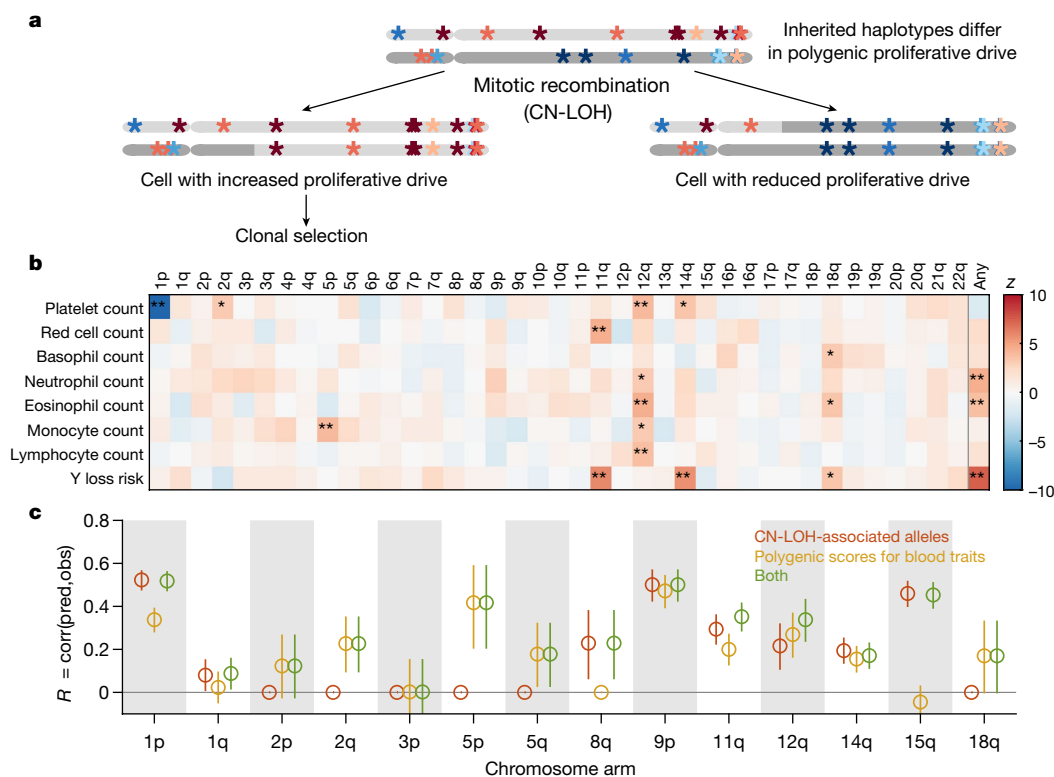 a
Inherited haplotypes differ
in polygenic proliferative drive
Mitotic recombination
(CN-LOH)
Cell with increased proliferative drive
Cell with reduced proliferative drive
Clonal selection
b
1p 1q 2p 2q 3p 3q 4p 4q 5p 5q 6p 6q 7p 7q 8p 8q 9p 9q 10p 10q 11p 11q 12p 12q 13q 14q 15q 16p 16q 17p 17q 18p 18q 19p 19q 20p 20q 21q 22q Any
z
Platelet count ** * ** * 10
Red cell count **
Basophil count * 5
Neutrophil count * **
Eosinophil count ** * ** 0
Monocyte count ** *
Lymphocyte count ** −5
Y loss risk ** ** * **
−10
c
0.8
CN-LOH-associated alleles
Polygenic scores for blood traits
0.6
Both
0.4
0.2
0
R = corr(pred,obs)
1p 1q 2p 2q 3p 5p 5q 8q 9p 11q 12q 14q 15q 18q
Chromosome arm